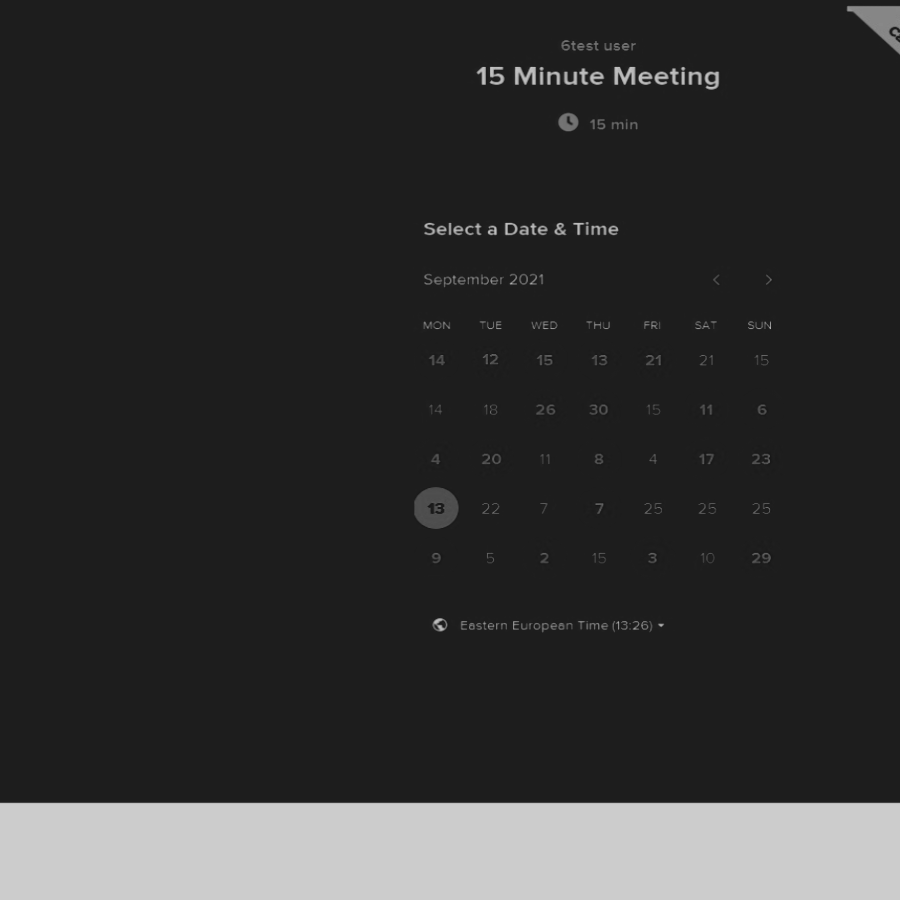 6test user
15 Minute Meeting
15 min
Select a Date & Time
September 2021
MON TUE WED THU FRI SAT SUN
14 12 15 13 21 21 15
14 18 26 30 15 11 6
4 20 11 8 4 17 23
13 22 7 7 25 25 25
9 5 2 15 3 10 29
Eastern European Time (13:26)